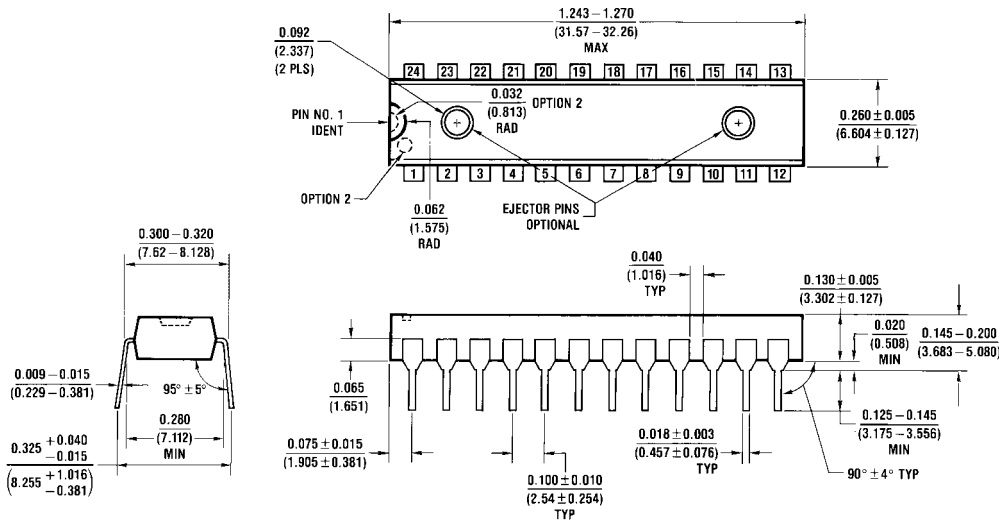 1.243 – 1.270
(31.57 – 32.26)
MAX
0.092
(2.337)
(2 PLS)
24 23 22 21 20 19 18 17 16 15 14 13
0.032
(0.813)
RAD
OPTION 2
PIN NO. 1
IDENT
0.260 ± 0.005
(6.604 ± 0.127)
1 2 3 4 5 6 7 8 9 10 11 12
OPTION 2
0.062
(1.575)
RAD
EJECTOR PINS
OPTIONAL
0.300 – 0.320
(7.62 – 8.128)
0.040
(1.016)
TYP
0.130 ± 0.005
(3.302 ± 0.127)
0.020
(0.508)
MIN
0.145 – 0.200
(3.683 – 5.080)
0.009 – 0.015
(0.229 – 0.381)
95° ± 5°
0.280
(7.112)
MIN
0.065
(1.651)
0.125 – 0.145
(3.175 – 3.556)
MIN
0.325 +0.040
−0.015
(8.255 +1.016
−0.381)
0.075 ± 0.015
(1.905 ± 0.381)
0.100 ± 0.010
(2.54 ± 0.254)
TYP
0.018 ± 0.003
(0.457 ± 0.076)
TYP
90° ± 4° TYP